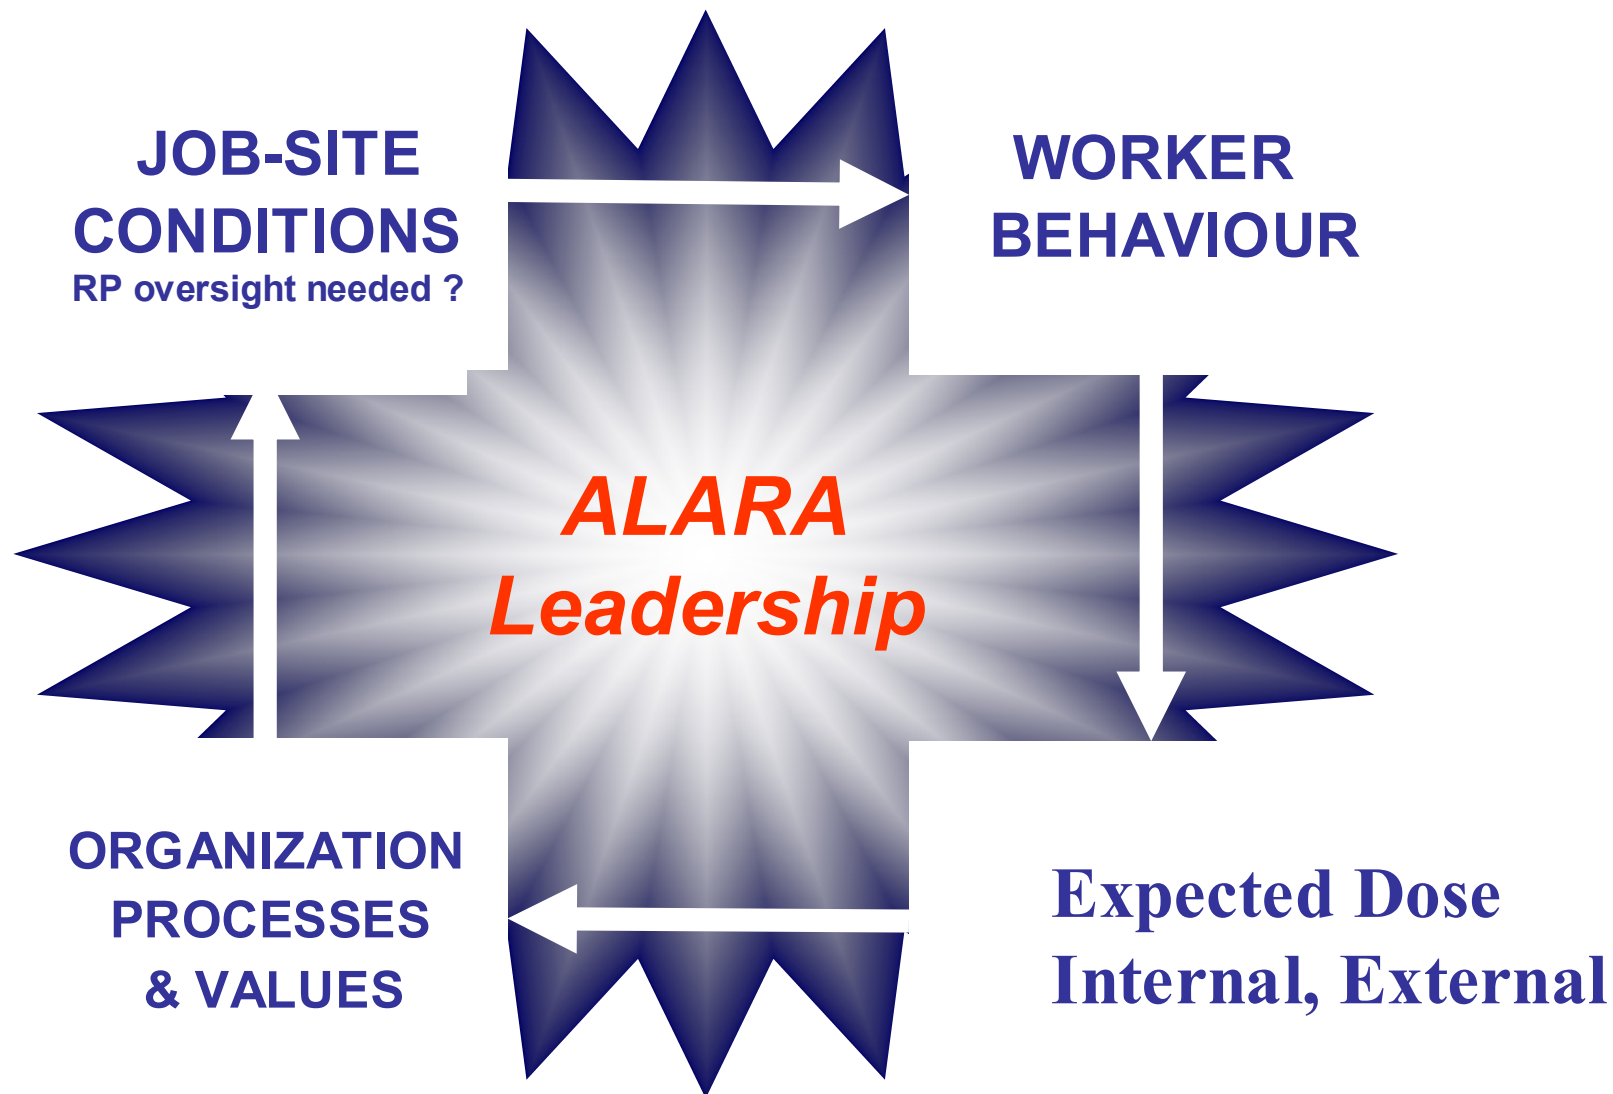 JOB-SITE
CONDITIONS
RP oversight needed ?
WORKER
BEHAVIOUR
ALARA
Leadership
ORGANIZATION
PROCESSES
& VALUES
Expected Dose
Internal, External